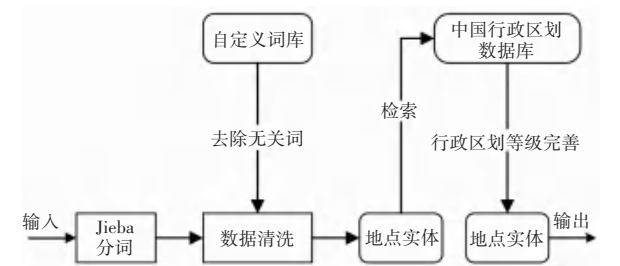 自定义词库
中国行政区划
数据库
检索
去除无关词
行政区划等级完善
输入
Jieba
分词
数据清洗
地点实体
地点实体
输出